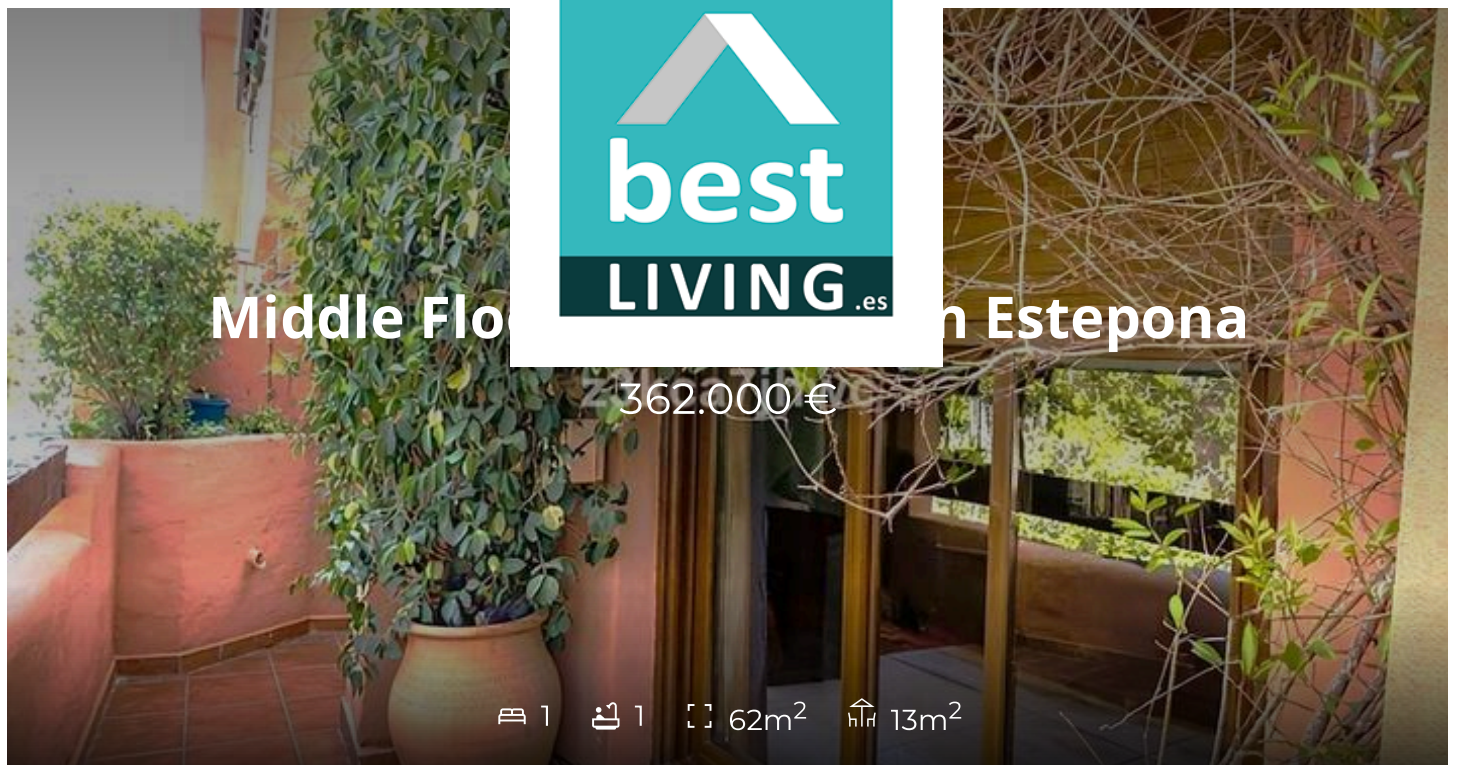 best
LIVING.es
Middle Flo n Estepona
362.000 €
1 1 62m² 13m²